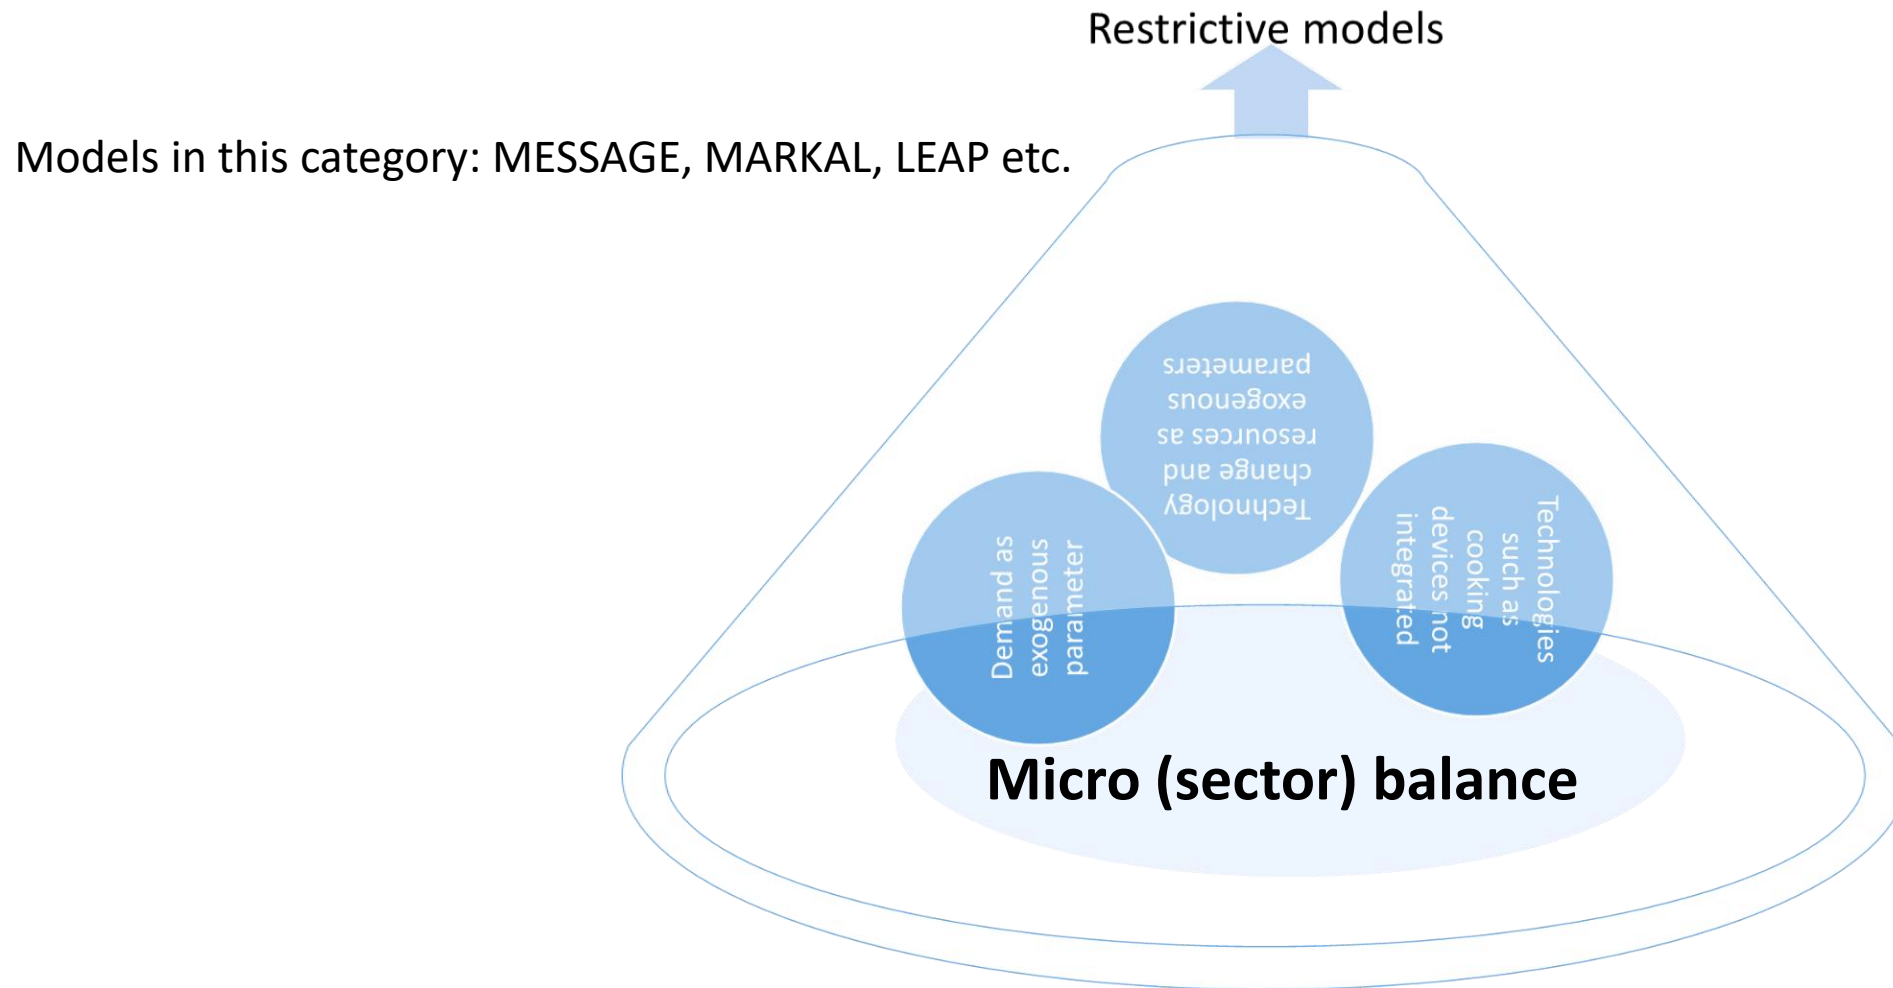 Restrictive models
Models in this category: MESSAGE, MARKAL, LEAP etc.
Technology
change and
resources as
exogenous
parameters
Demand as
exogenous
parameter
Technologies
such as
cooking
devices not
integrated
Micro (sector) balance